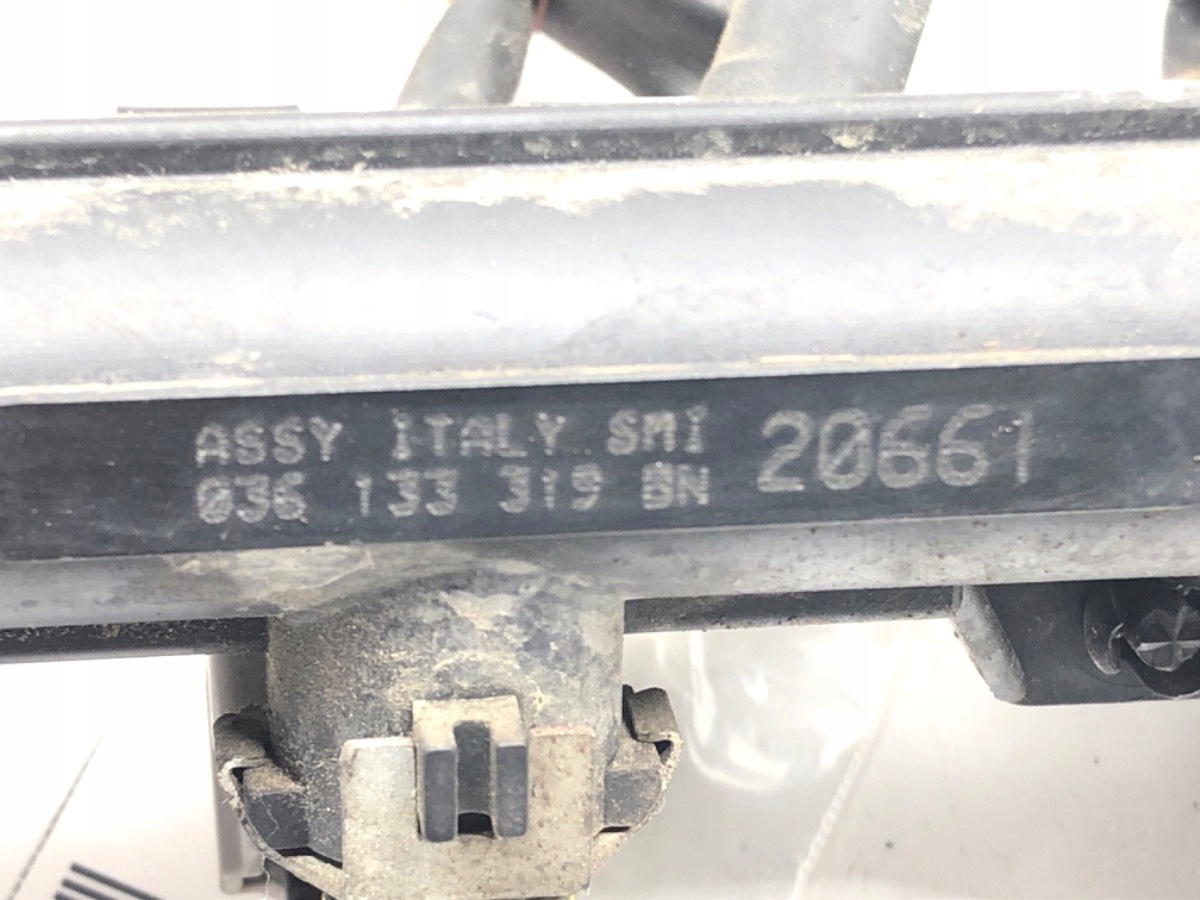 ASSY ITALY SMI
036 133 319 BN
20661